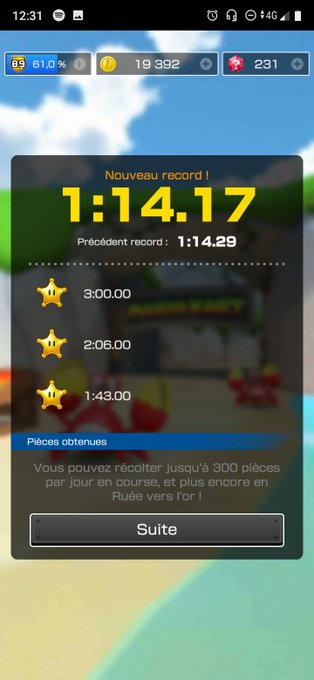 12:31
4G
89 61,0 % i 19 392 + 231 +
Nouveau record !
1:14.17
Précédent record : 1:14.29
3:00.00
2:06.00
1:43.00
MARIO KART
Pièces obtenues
Vous pouvez récolter jusqu'à 300 pièces
par jour en course, et plus encore en
Ruée vers l'or !
Suite